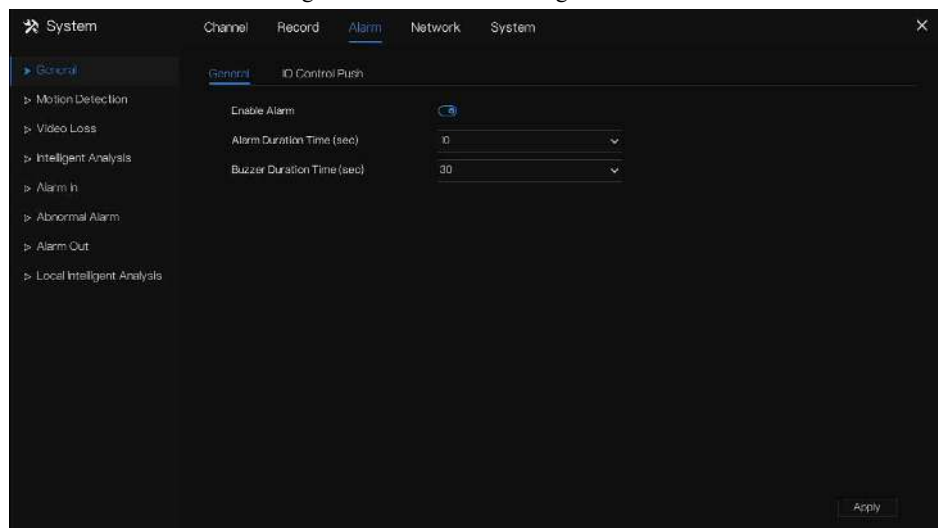 System
Channel Record Alarm Network System
General
Motion Detection
Video Loss
Intelligent Analysis
Alarm In
Abnormal Alarm
Alarm Out
Local Intelligent Analysis
General IO Control Push
Enable Alarm
Alarm Duration Time (sec) 10
Buzzer Duration Time (sec) 30
Apply